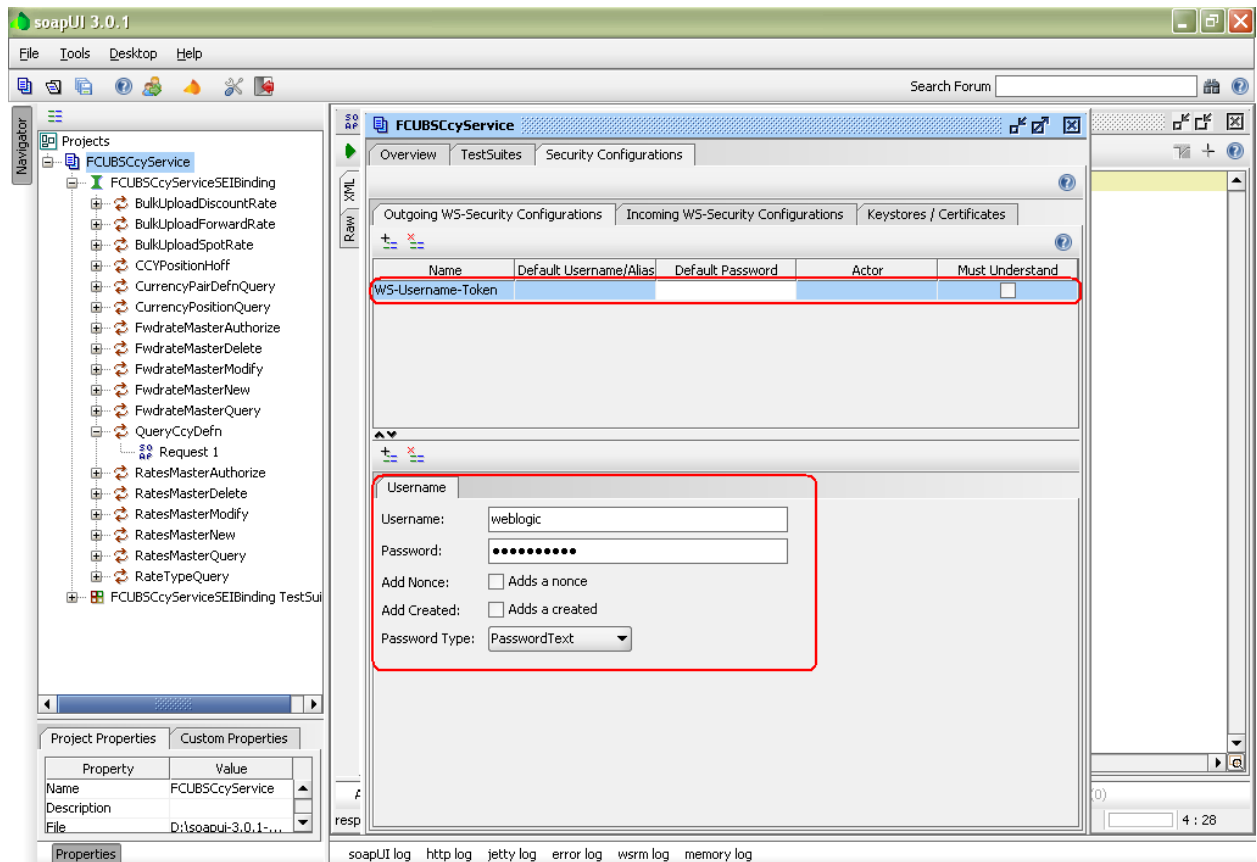 soapUI 3.0.1
File Tools Desktop Help
Search Forum
Navigator
Projects
FCUBSCcyService
FCUBSCcyServiceSEIBinding
BulkUploadDiscountRate
BulkUploadForwardRate
BulkUploadSpotRate
CCYPositionHoff
CurrencyPairDefnQuery
CurrencyPositionQuery
FwdrateMasterAuthorize
FwdrateMasterDelete
FwdrateMasterModify
FwdrateMasterNew
FwdrateMasterQuery
QueryCcyDefn
SOAP Request 1
RatesMasterAuthorize
RatesMasterDelete
RatesMasterModify
RatesMasterNew
RatesMasterQuery
RateTypeQuery
FCUBSCcyServiceSEIBinding TestSui
Project Properties Custom Properties
Property Value
Name FCUBSCcyService
Description
File D:\soapui-3.0.1-...
Properties
SOAP
XML
Raw
FCUBSCcyService
Overview TestSuites Security Configurations
Outgoing WS-Security Configurations Incoming WS-Security Configurations Keystores / Certificates
Name Default Username/Alias Default Password Actor Must Understand
WS-Username-Token
Username
Username: weblogic
Password: ●●●●●●●●●●
Add Nonce: Adds a nonce
Add Created: Adds a created
Password Type: PasswordText
(0)
resp
4 : 28
soapUI log http log jetty log error log wsrm log memory log